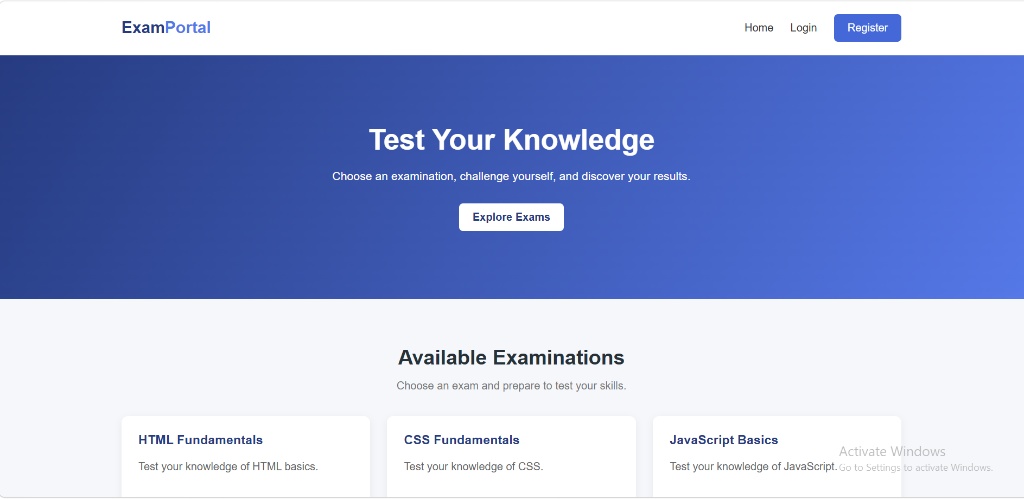 ExamPortal
Home Login Register
Test Your Knowledge
Choose an examination, challenge yourself, and discover your results.
Explore Exams
Available Examinations
Choose an exam and prepare to test your skills.
HTML Fundamentals
Test your knowledge of HTML basics.
CSS Fundamentals
Test your knowledge of CSS.
JavaScript Basics
Test your knowledge of JavaScript.
Activate Windows
Go to Settings to activate Windows.